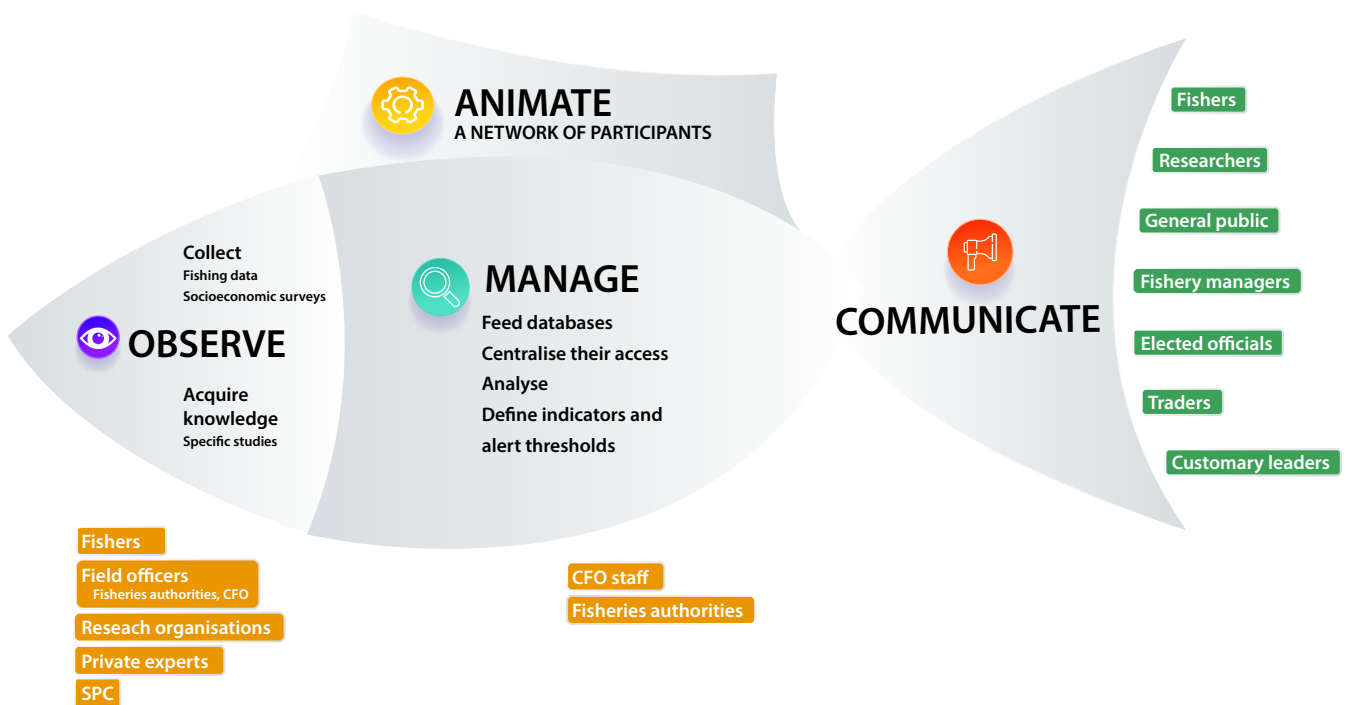 ANIMATE
A NETWORK OF PARTICIPANTS
Collect
Fishing data
Socioeconomic surveys
OBSERVE
Acquire
knowledge
Specific studies
MANAGE
Feed databases
Centralise their access
Analyse
Define indicators and
alert thresholds
COMMUNICATE
Fishers
Researchers
General public
Fishery managers
Elected officials
Traders
Customary leaders
Fishers
Field officers
Fisheries authorities, CFO
Reseach organisations
Private experts
SPC
CFO staff
Fisheries authorities